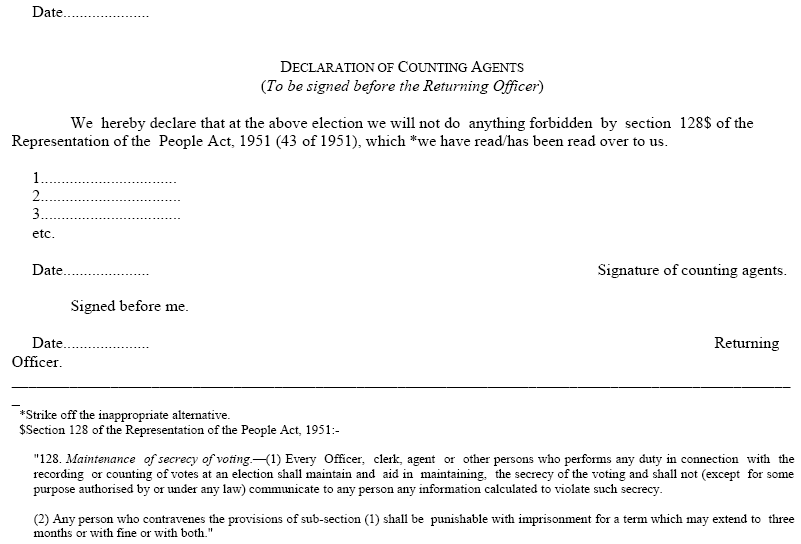 Date.....................
DECLARATION OF COUNTING AGENTS
(To be signed before the Returning Officer)
We hereby declare that at the above election we will not do anything forbidden by section 128$ of the
Representation of the People Act, 1951 (43 of 1951), which *we have read/has been read over to us.
1.................................
2..................................
3..................................
etc.
Date..................... Signature of counting agents.
Signed before me.
Date..................... Returning
Officer.
*Strike off the inappropriate alternative.
$Section 128 of the Representation of the People Act, 1951:-
"128. Maintenance of secrecy of voting.—(1) Every Officer, clerk, agent or other persons who performs any duty in connection with the
recording or counting of votes at an election shall maintain and aid in maintaining, the secrecy of the voting and shall not (except for some
purpose authorised by or under any law) communicate to any person any information calculated to violate such secrecy.
(2) Any person who contravenes the provisions of sub-section (1) shall be punishable with imprisonment for a term which may extend to three
months or with fine or with both."